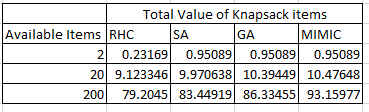 Total Value of Knapsack items
Available Items RHC SA GA MIMIC
2 0.23169 0.95089 0.95089 0.95089
20 9.123346 9.970638 10.39449 10.47648
200 79.2045 83.44919 86.33455 93.15977